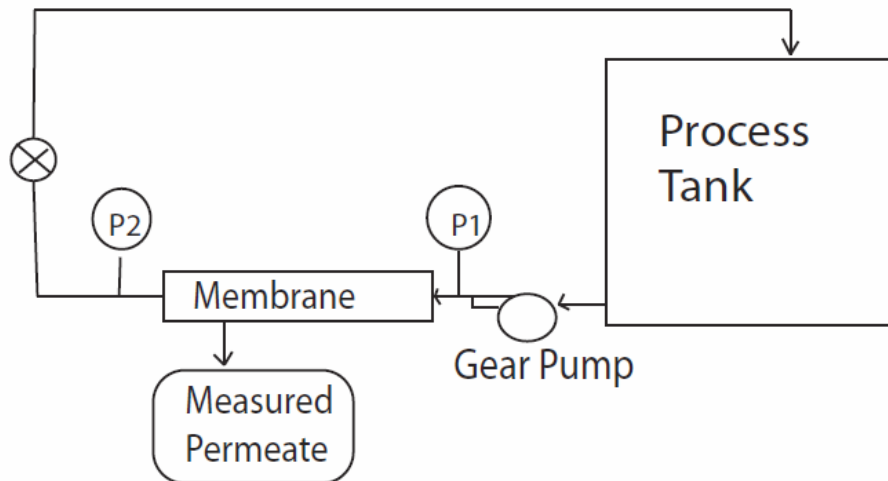 Process
Tank
P2
P1
Membrane
Gear Pump
Measured
Permeate